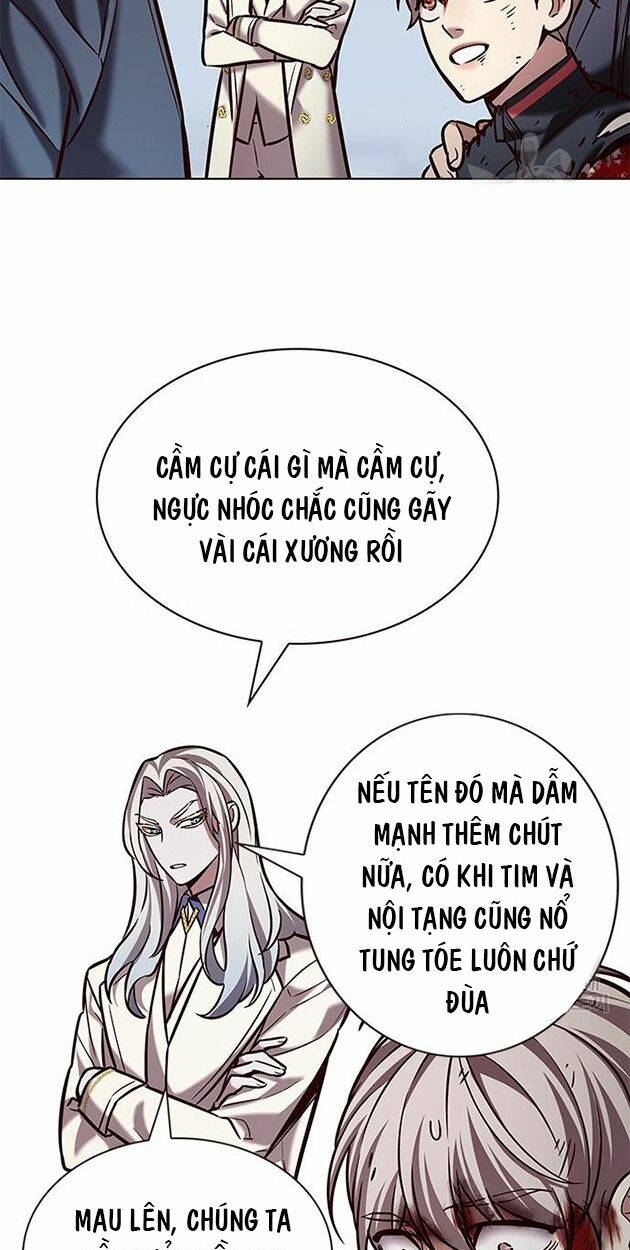 CẦM CỰ CÁI GÌ MÀ CẦM CỰ,
NGỰC NHÓC CHẮC CŨNG GÃY
VÀI CÁI XƯƠNG RỒI
NẾU TÊN ĐÓ MÀ DẪM
MẠNH THÊM CHÚT
NỮA, CÓ KHI TIM VÀ
NỘI TẠNG CŨNG NỔ
TUNG TÓE LUÔN CHỨ
ĐÙA
MAU LÊN, CHÚNG TA